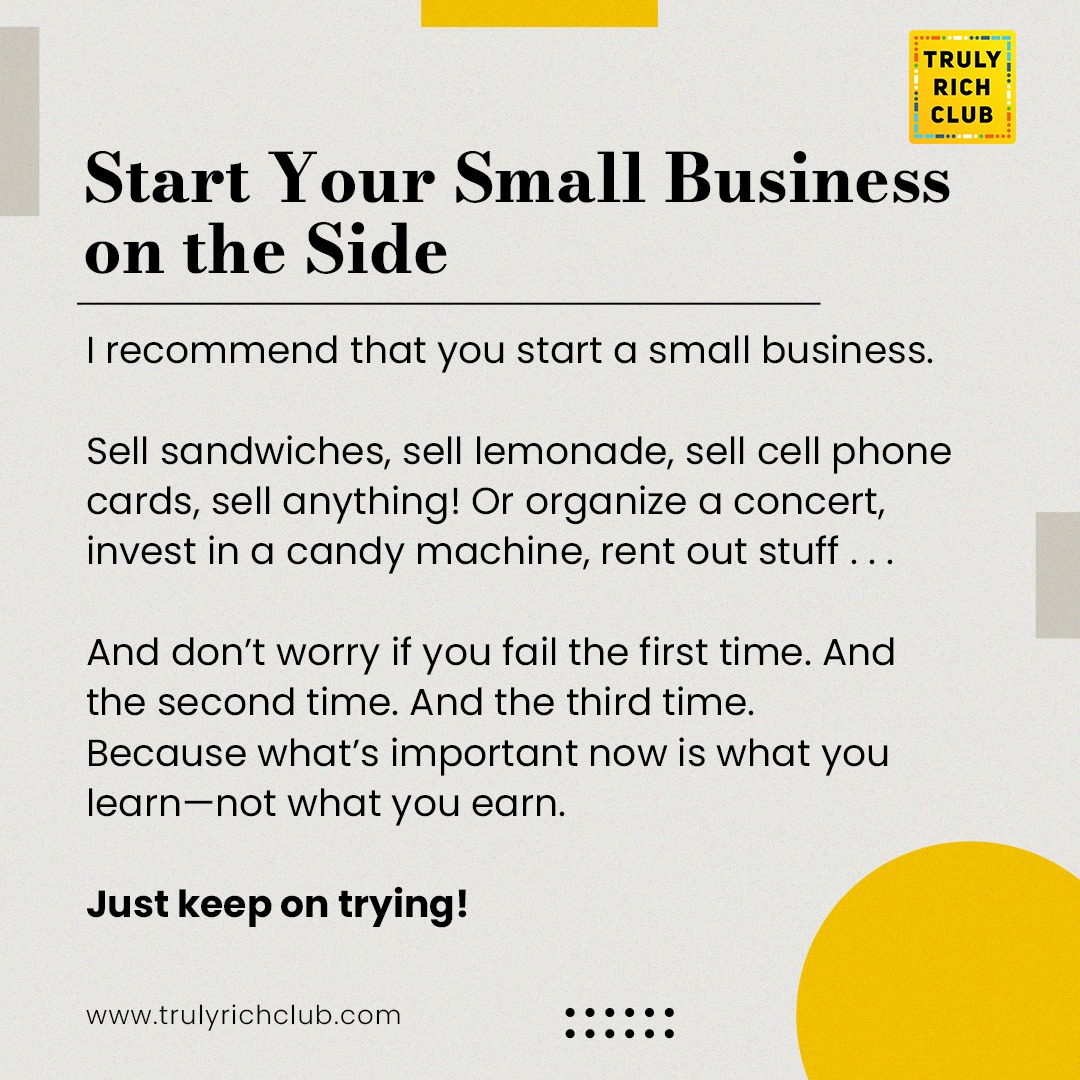 TRULY
RICH
CLUB
Start Your Small Business
on the Side
I recommend that you start a small business.
Sell sandwiches, sell lemonade, sell cell phone
cards, sell anything! Or organize a concert,
invest in a candy machine, rent out stuff . . .
And don’t worry if you fail the first time. And
the second time. And the third time.
Because what’s important now is what you
learn—not what you earn.
Just keep on trying!
www.trulyrichclub.com